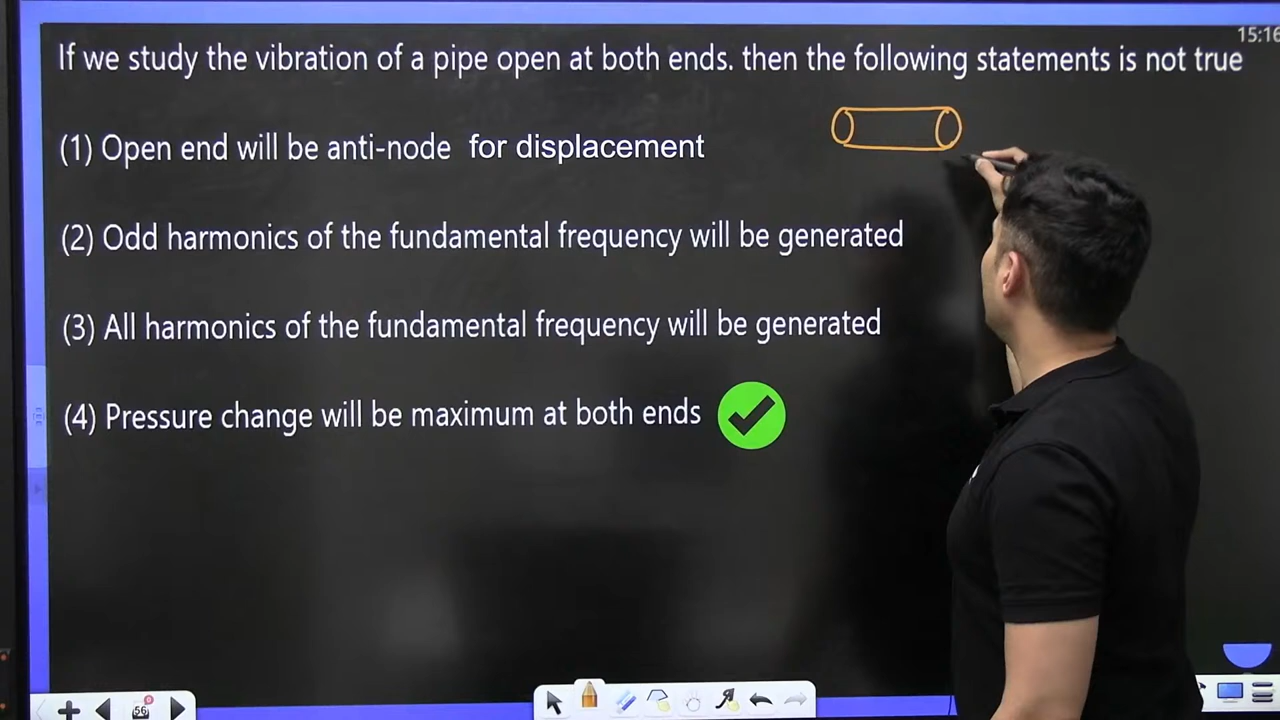 15:16
If we study the vibration of a pipe open at both ends. then the following statements is not true
(1) Open end will be anti-node for displacement
(2) Odd harmonics of the fundamental frequency will be generated
(3) All harmonics of the fundamental frequency will be generated
(4) Pressure change will be maximum at both ends
56